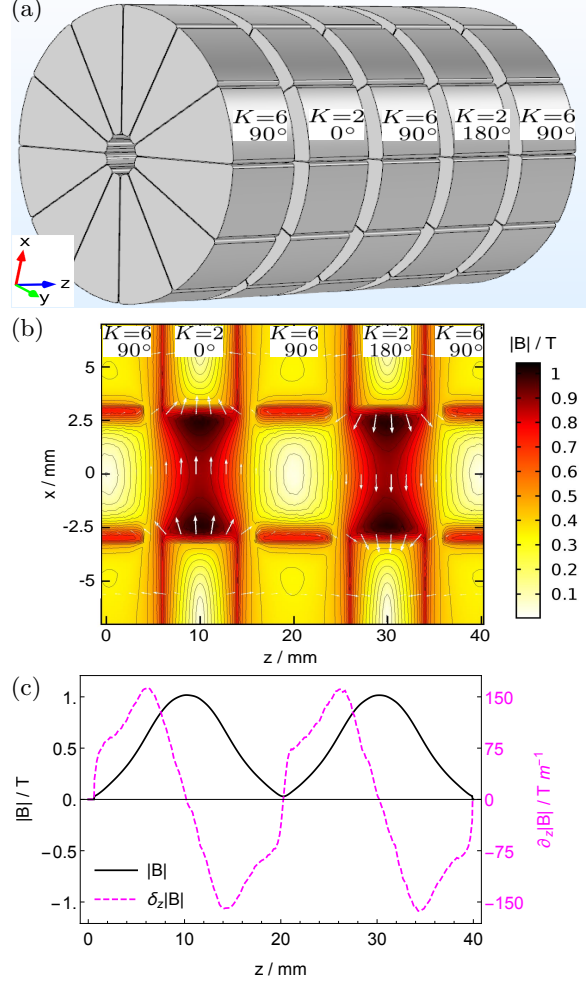 (a)
K=6 K=2 K=6 K=2 K=6
90° 0° 90° 180° 90°
x
z
y
(b)
K=6 K=2 K=6 K=2 K=6
90° 0° 90° 180° 90°
|B| / T
5
2.5
0
-2.5
-5
x / mm
0 10 20 30 40
z / mm
1
0.9
0.8
0.7
0.6
0.5
0.4
0.3
0.2
0.1
(c)
1.
0.5
0.
-0.5
-1.
|B| / T
150
75
0
-75
-150
∂z|B| / T m⁻¹
|B|
δz|B|
0 10 20 30 40
z / mm